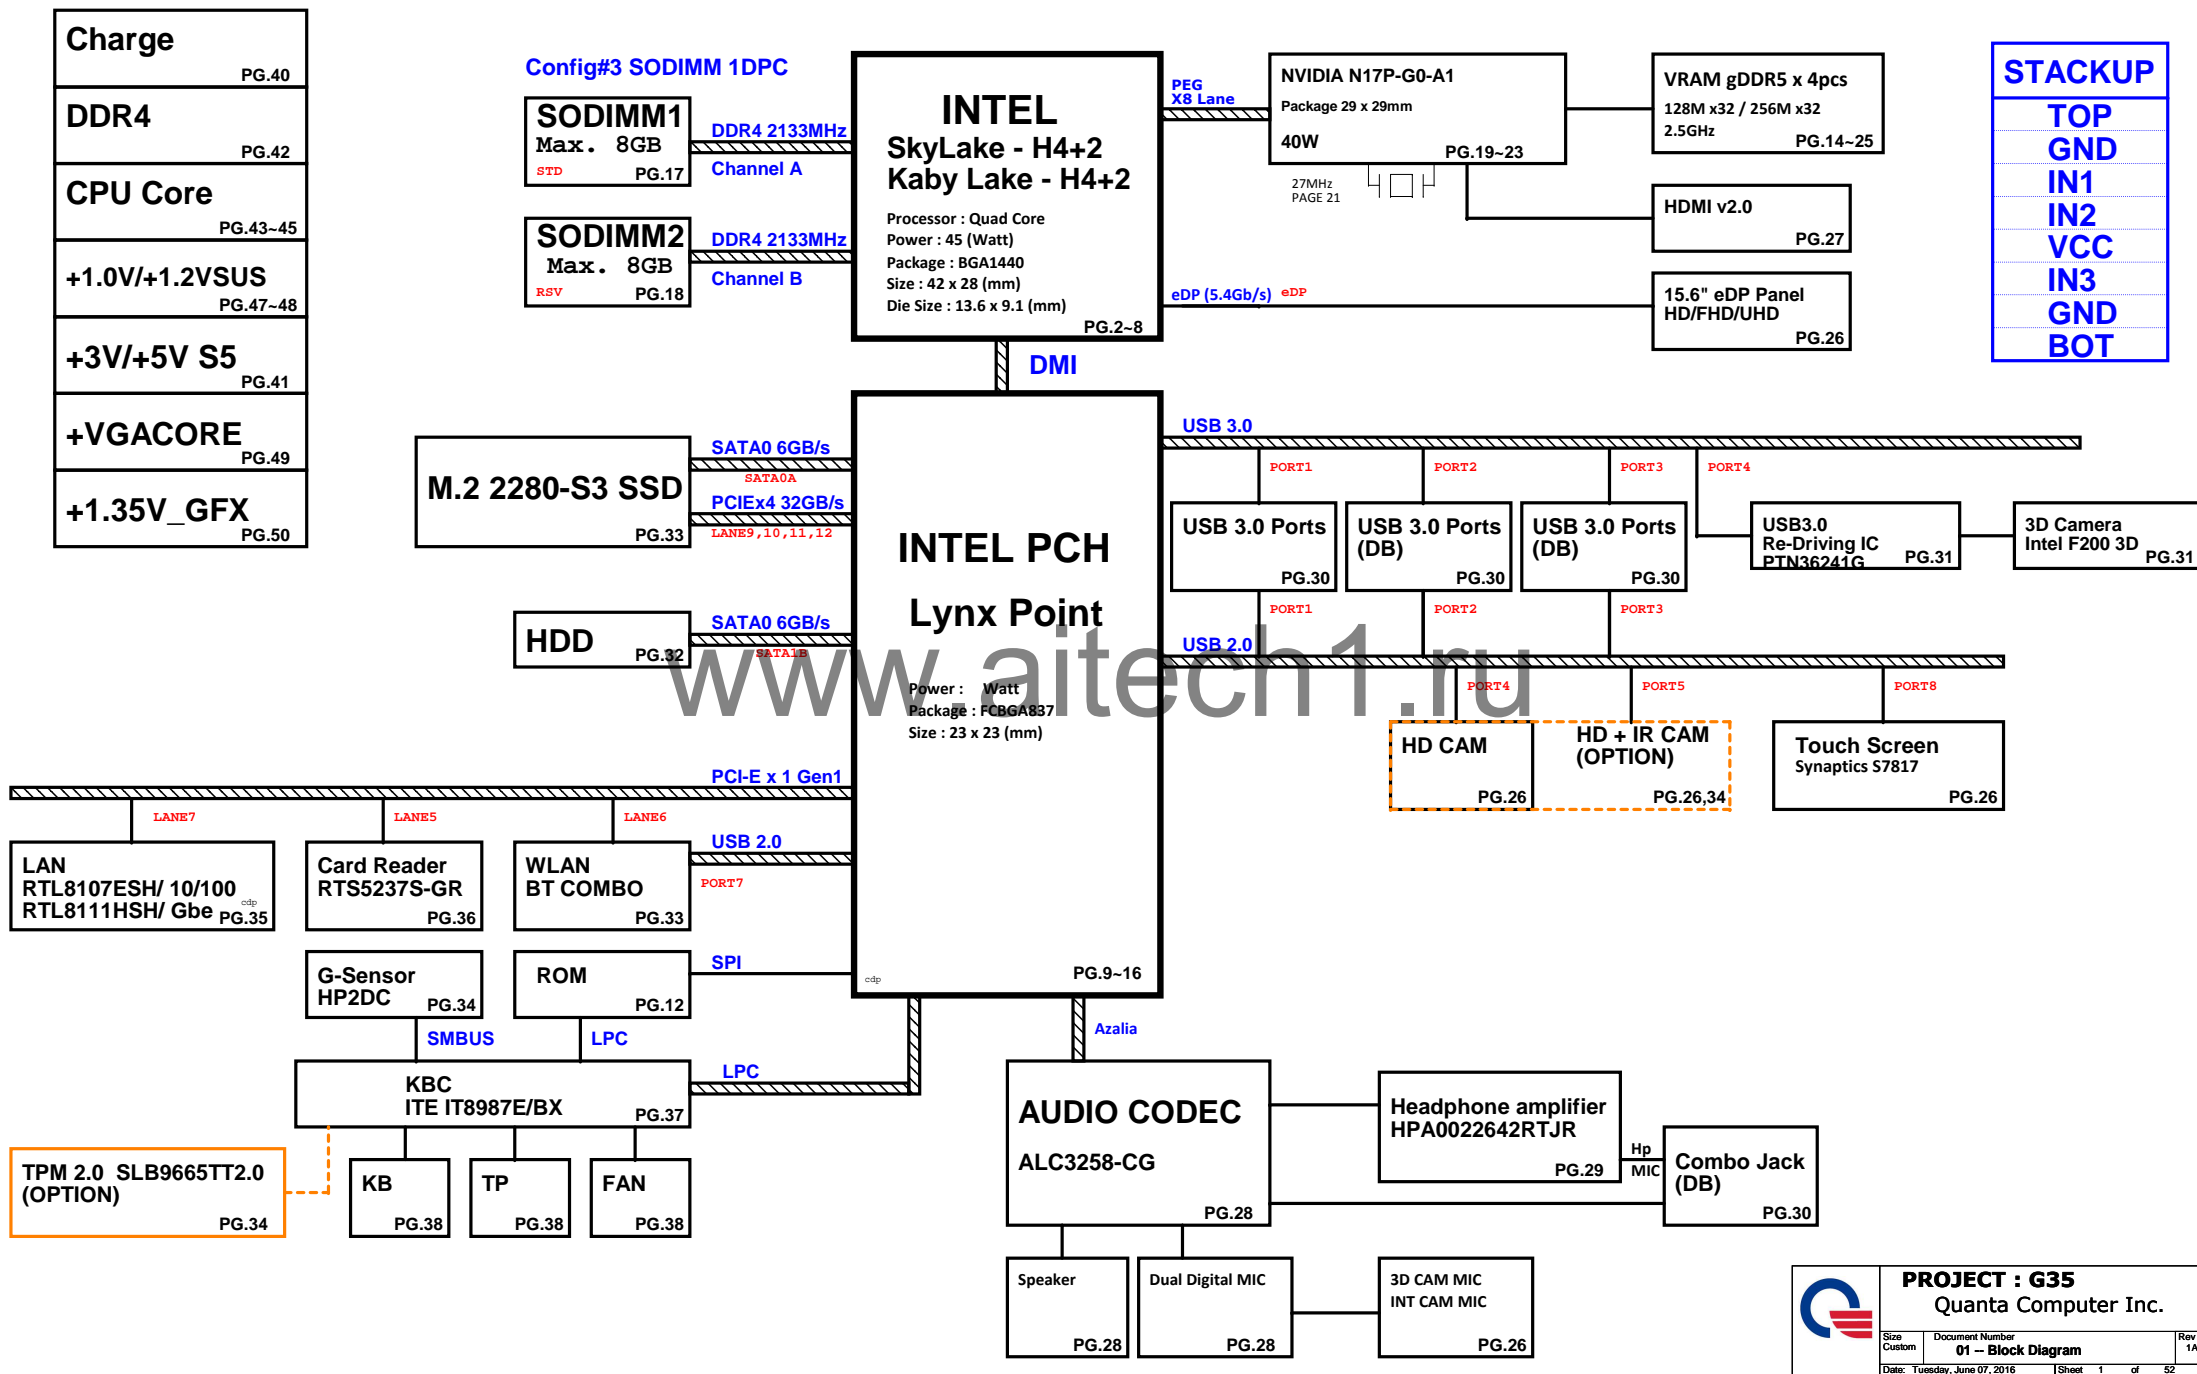 Charge
PG.40
DDR4
PG.42
CPU Core
PG.43~45
+1.0V/+1.2VSUS
PG.47~48
+3V/+5V S5
PG.41
+VGACORE
PG.49
+1.35V_GFX
PG.50
Config#3 SODIMM 1DPC
SODIMM1
Max. 8GB
STD
PG.17
DDR4 2133MHz
Channel A
SODIMM2
Max. 8GB
RSV
PG.18
DDR4 2133MHz
Channel B
INTEL
SkyLake - H4+2
Kaby Lake - H4+2
Processor : Quad Core
Power : 45 (Watt)
Package : BGA1440
Size : 42 x 28 (mm)
Die Size : 13.6 x 9.1 (mm)
PG.2~8
PEG
X8 Lane
NVIDIA N17P-G0-A1
Package 29 x 29mm
40W
PG.19~23
27MHz
PAGE 21
VRAM gDDR5 x 4pcs
128M x32 / 256M x32
2.5GHz
PG.14~25
HDMI v2.0
PG.27
eDP (5.4Gb/s)
eDP
15.6" eDP Panel
HD/FHD/UHD
PG.26
STACKUP
TOP
GND
IN1
IN2
VCC
IN3
GND
BOT
DMI
M.2 2280-S3 SSD
PG.33
SATA0 6GB/s
SATA0A
PCIEx4 32GB/s
LANE9,10,11,12
HDD
PG.32
SATA0 6GB/s
SATA1B
INTEL PCH
Lynx Point
Power : Watt
Package : FCBGA837
Size : 23 x 23 (mm)
cdp
PG.9~16
USB 3.0
PORT1
PORT2
PORT3
PORT4
USB 3.0 Ports
PG.30
USB 3.0 Ports
(DB)
PG.30
USB 3.0 Ports
(DB)
PG.30
USB3.0
Re-Driving IC
PTN36241G
PG.31
3D Camera
Intel F200 3D
PG.31
PORT1
PORT2
PORT3
USB 2.0
PORT4
PORT5
PORT8
HD CAM
PG.26
HD + IR CAM
(OPTION)
PG.26,34
Touch Screen
Synaptics S7817
PG.26
www.aitech1.ru
PCI-E x 1 Gen1
LANE7
LANE5
LANE6
LAN
RTL8107ESH/ 10/100
RTL8111HSH/ Gbe
cdp
PG.35
Card Reader
RTS5237S-GR
PG.36
WLAN
BT COMBO
PG.33
USB 2.0
PORT7
G-Sensor
HP2DC
PG.34
ROM
PG.12
SPI
SMBUS
LPC
KBC
ITE IT8987E/BX
PG.37
LPC
TPM 2.0 SLB9665TT2.0
(OPTION)
PG.34
KB
PG.38
TP
PG.38
FAN
PG.38
Azalia
AUDIO CODEC
ALC3258-CG
PG.28
Headphone amplifier
HPA0022642RTJR
PG.29
Hp
MIC
Combo Jack
(DB)
PG.30
Speaker
PG.28
Dual Digital MIC
PG.28
3D CAM MIC
INT CAM MIC
PG.26
PROJECT : G35
Quanta Computer Inc.
Size
Custom
Document Number
01 -- Block Diagram
Rev
1A
Date: Tuesday, June 07, 2016
Sheet 1 of 52